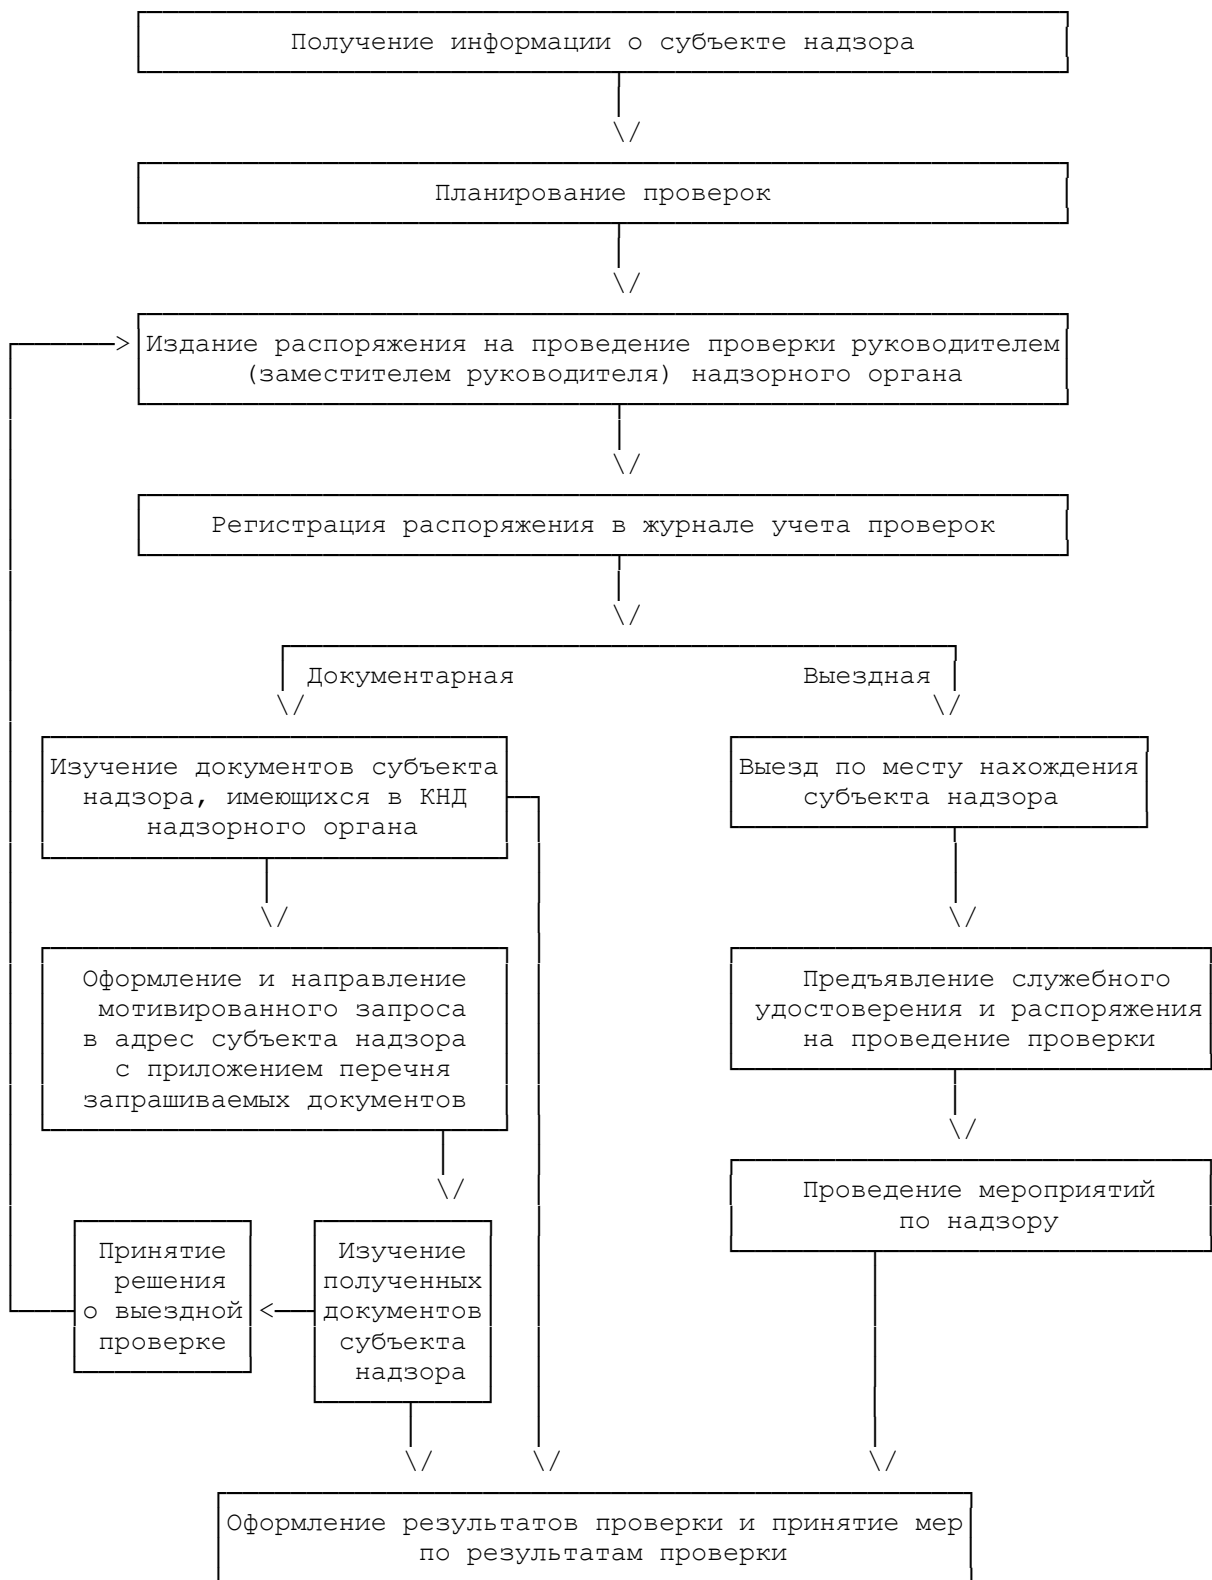 Получение информации о субъекте надзора
Планирование проверок
Издание распоряжения на проведение проверки руководителем
(заместителем руководителя) надзорного органа
Регистрация распоряжения в журнале учета проверок
Документарная
Выездная
Изучение документов субъекта
надзора, имеющихся в КНД
надзорного органа
Выезд по месту нахождения
субъекта надзора
Оформление и направление
мотивированного запроса
в адрес субъекта надзора
с приложением перечня
запрашиваемых документов
Предъявление служебного
удостоверения и распоряжения
на проведение проверки
Проведение мероприятий
по надзору
Принятие
решения
о выездной
проверке
Изучение
полученных
документов
субъекта
надзора
Оформление результатов проверки и принятие мер
по результатам проверки